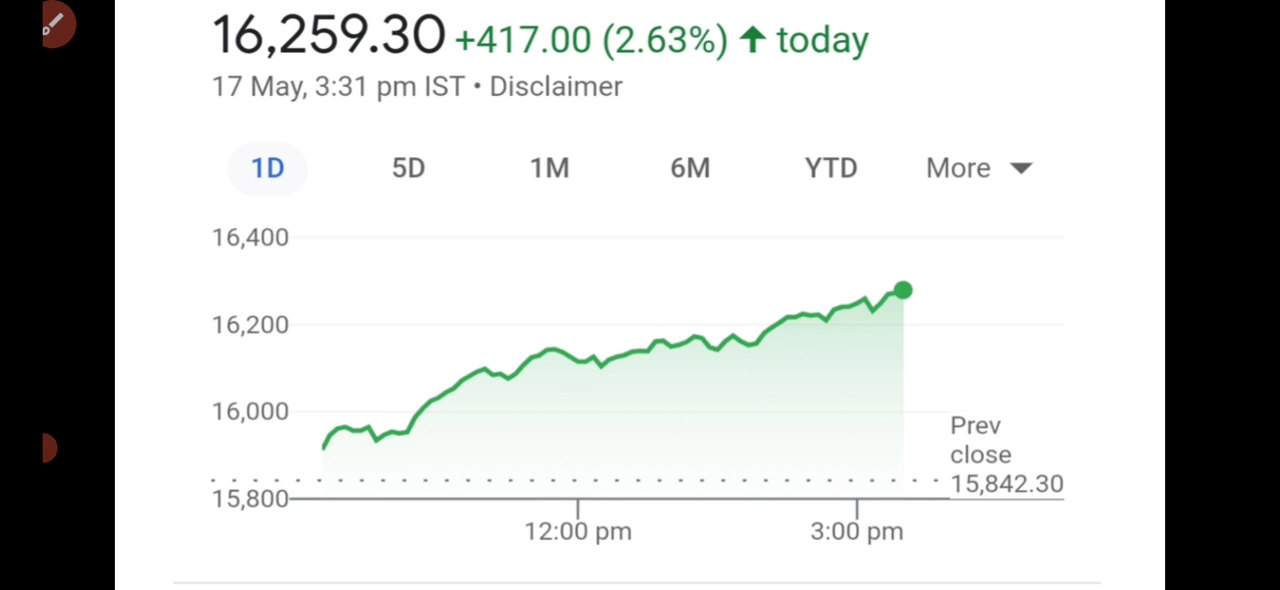 16,259.30 +417.00 (2.63%) ↑ today
17 May, 3:31 pm IST • Disclaimer
1D 5D 1M 6M YTD More
16,400
16,200
16,000
Prev
close
15,842.30
15,800
12:00 pm 3:00 pm